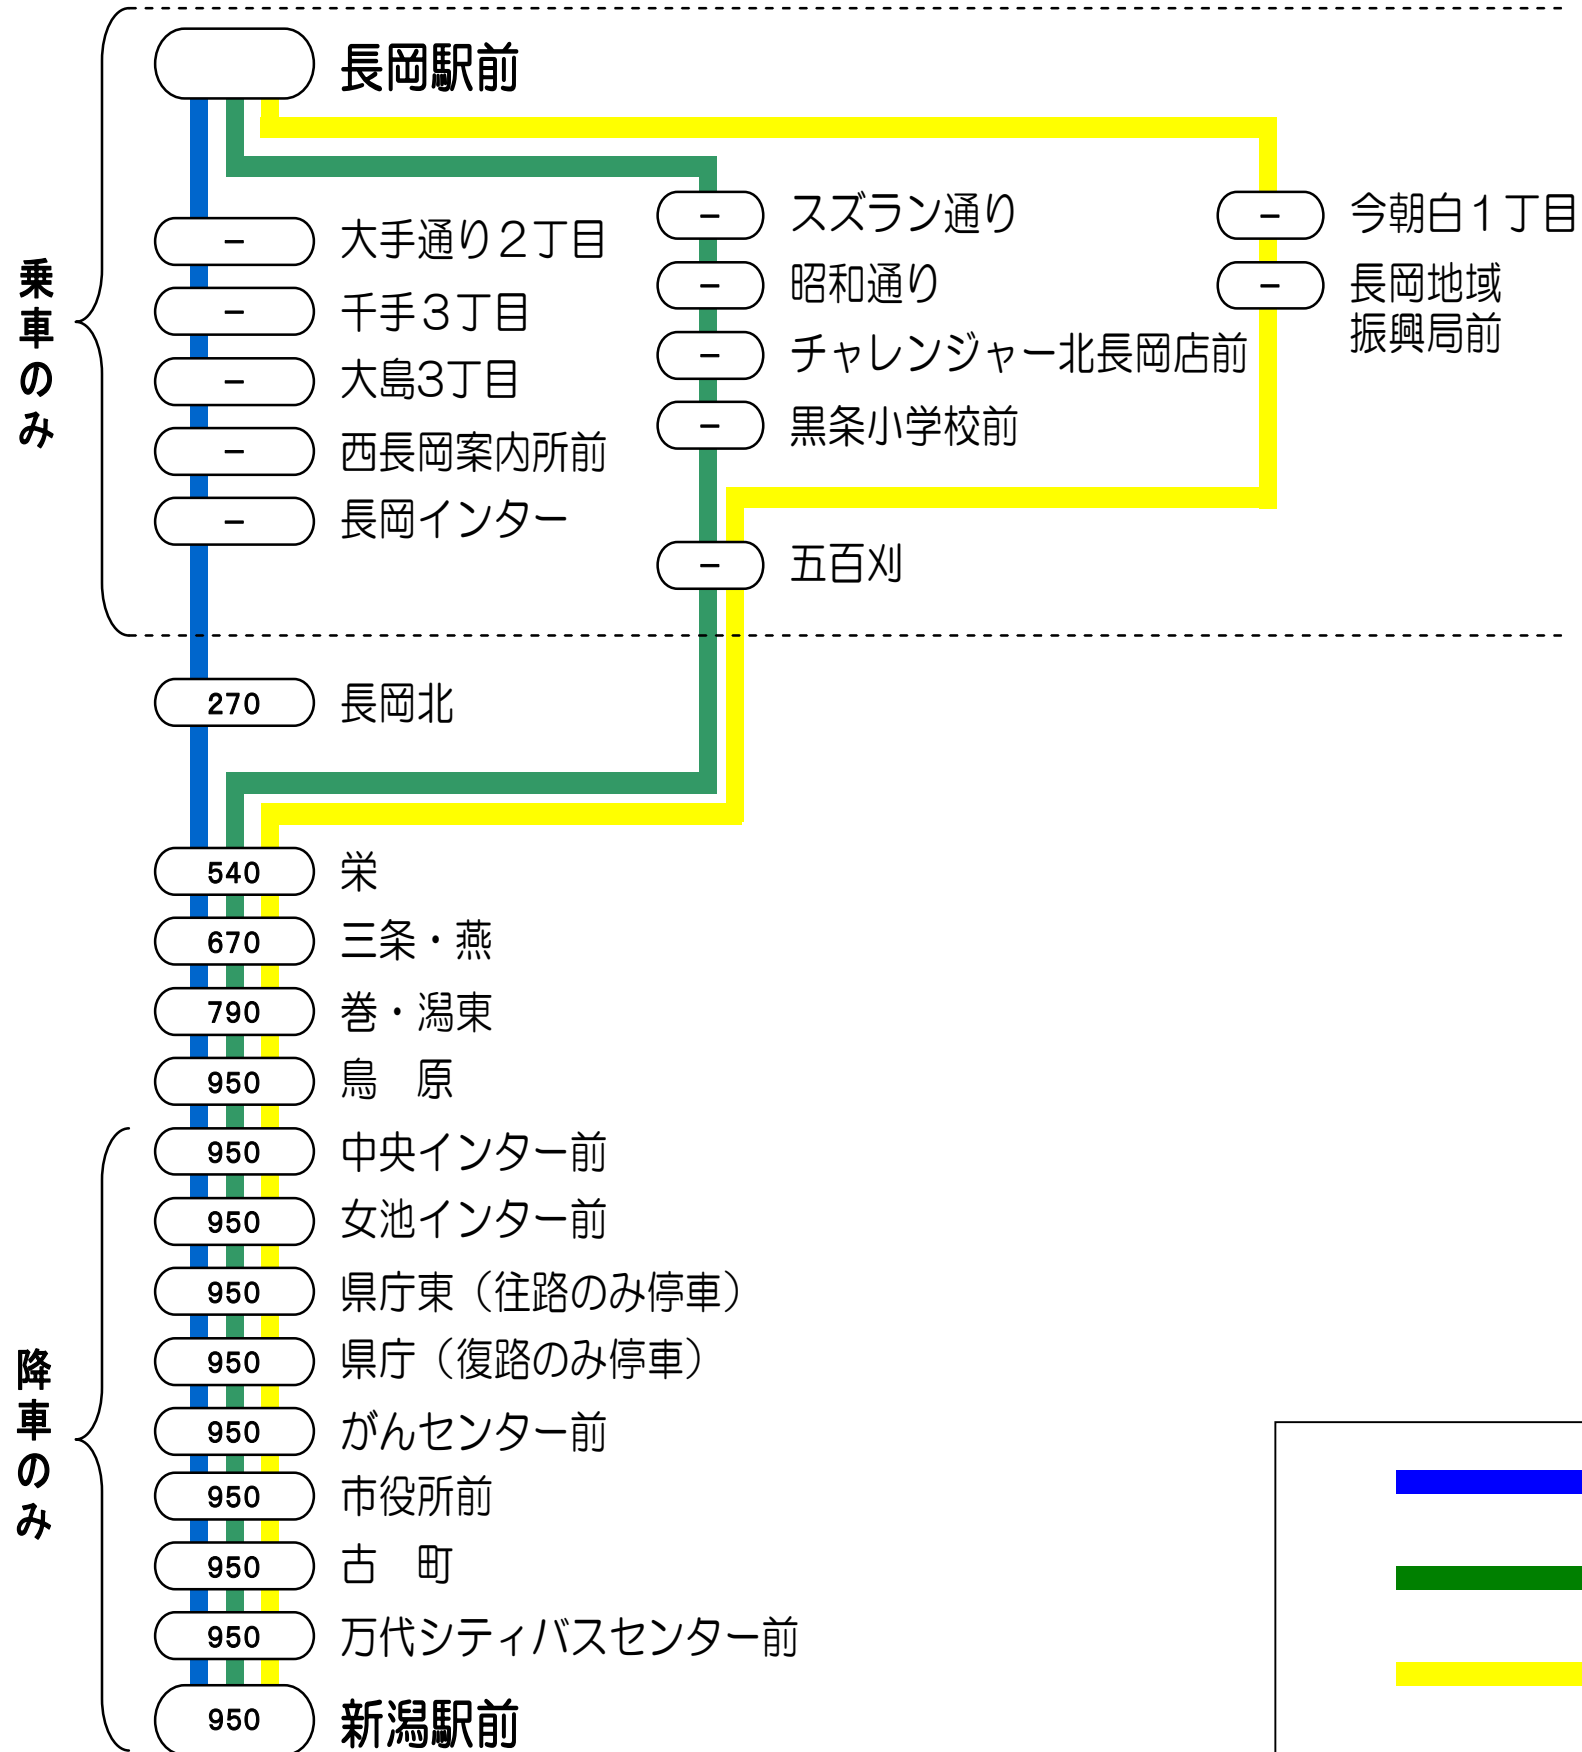 長岡駅前
乗車のみ
- 大手通り２丁目
- 千手３丁目
- 大島3丁目
- 西長岡案内所前
- 長岡インター
- スズラン通り
- 昭和通り
- チャレンジャー北長岡店前
- 黒条小学校前
- 五百刈
- 今朝白１丁目
- 長岡地域
振興局前
270 長岡北
540 栄
670 三条・燕
790 巻・潟東
950 鳥　原
降車のみ
950 中央インター前
950 女池インター前
950 県庁東（往路のみ停車）
950 県庁（復路のみ停車）
950 がんセンター前
950 市役所前
950 古　町
950 万代シティバスセンター前
950 新潟駅前